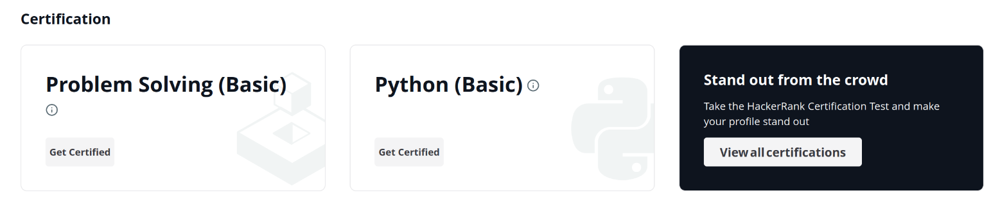 Certification
Problem Solving (Basic)
Get Certified
Python (Basic)
Get Certified
Stand out from the crowd
Take the HackerRank Certification Test and make
your profile stand out
View all certifications